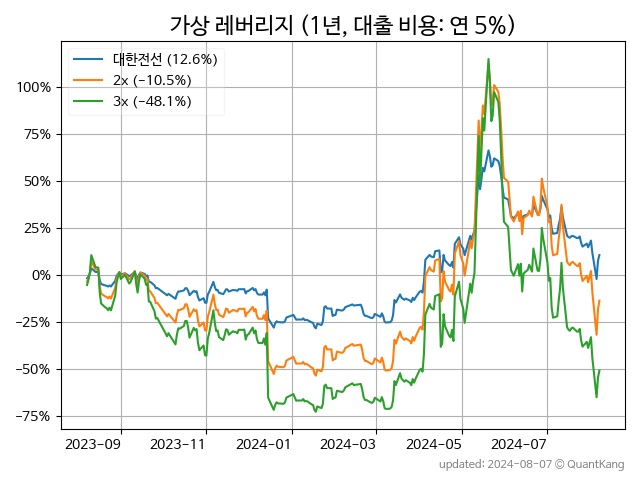 가상 레버리지 (1년, 대출 비용: 연 5%)
대한전선 (12.6%)
2x (−10.5%)
3x (−48.1%)
100%
75%
50%
25%
0%
−25%
−50%
−75%
2023-09 2023-11 2024-01 2024-03 2024-05 2024-07
updated: 2024-08-07 © QuantKang